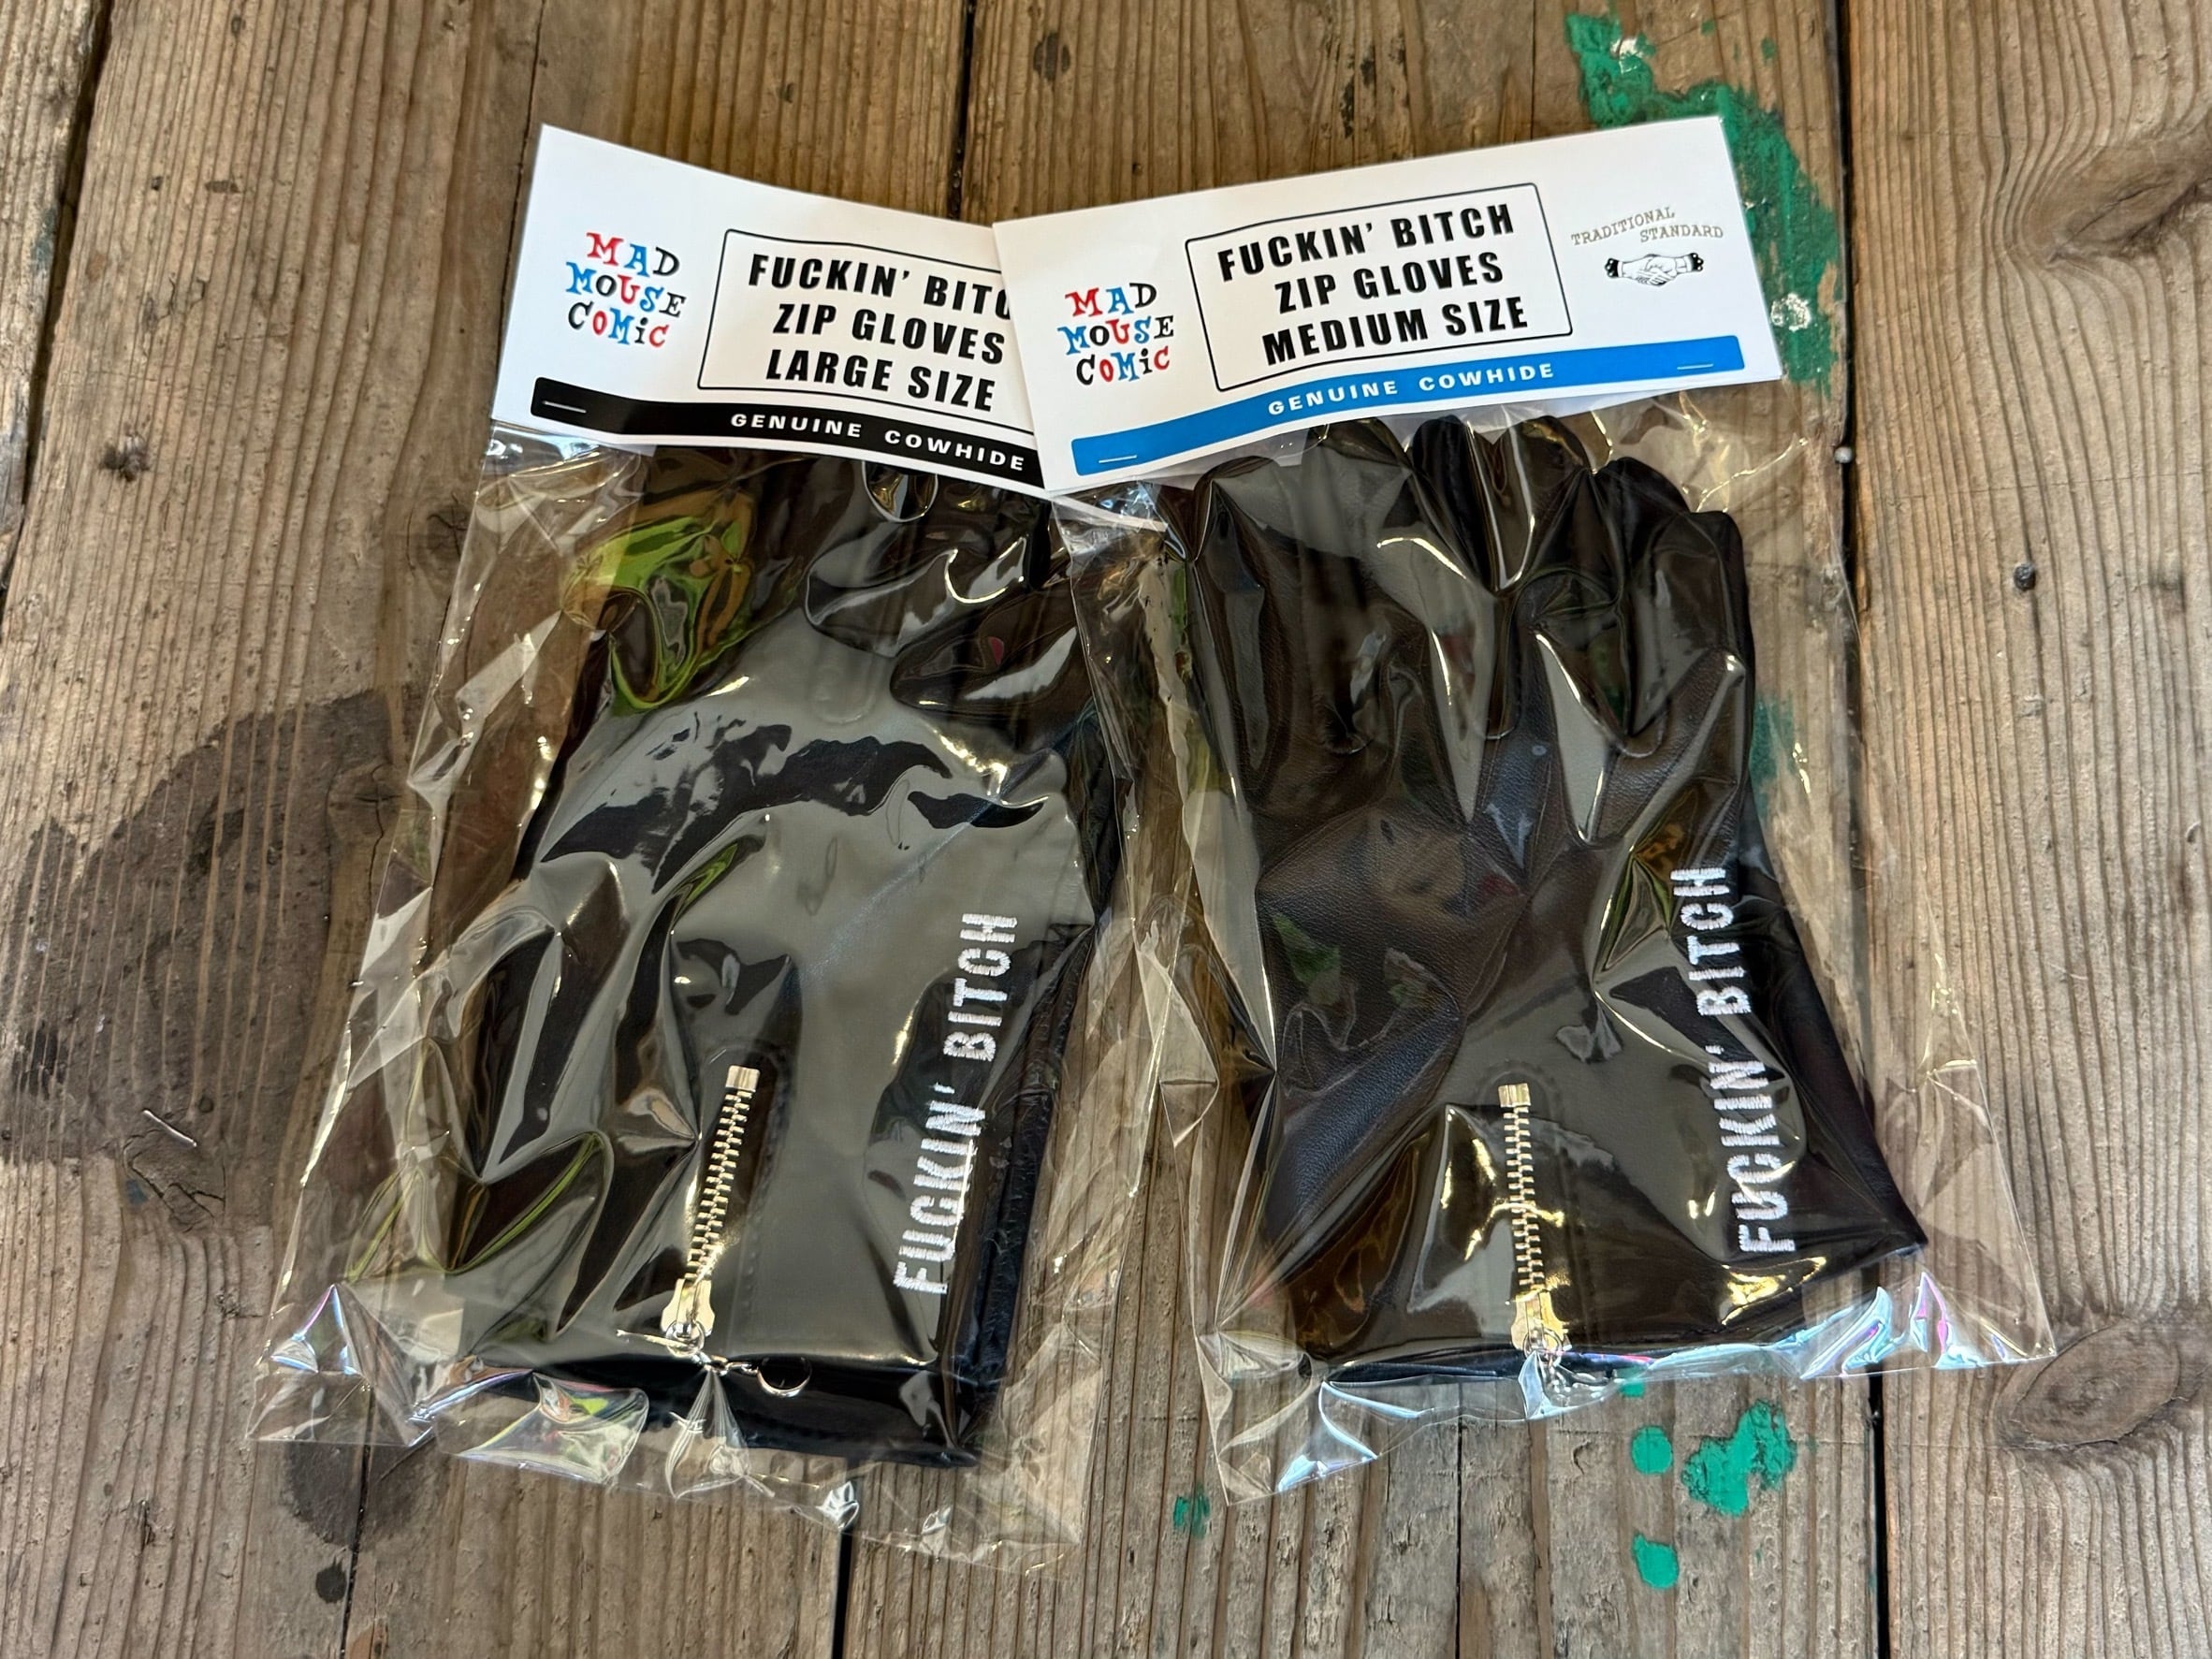 MAD
MOUSE
COMiC
FUCKIN' BITC
ZIP GLOVES
LARGE SIZE
GENUINE COWHIDE
MAD
MOUSE
COMiC
FUCKIN' BITCH
ZIP GLOVES
MEDIUM SIZE
TRADITIONAL
STANDARD
GENUINE COWHIDE
FUCKIN' BITCH
FUCKIN' BITCH